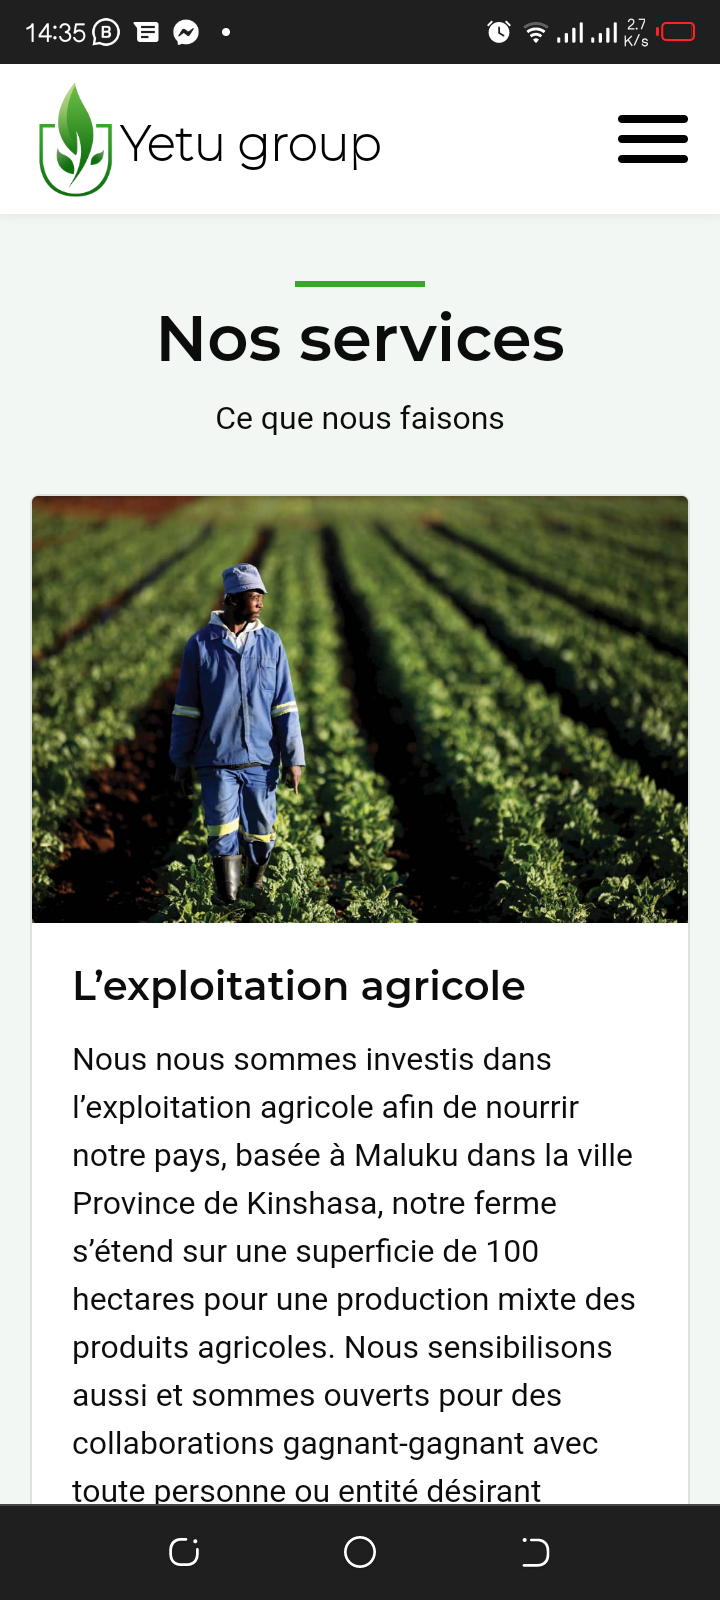 14:35
2.7
K/s
Yetu group
Nos services
Ce que nous faisons
L’exploitation agricole
Nous nous sommes investis dans
l’exploitation agricole afin de nourrir
notre pays, basée à Maluku dans la ville
Province de Kinshasa, notre ferme
s’étend sur une superficie de 100
hectares pour une production mixte des
produits agricoles. Nous sensibilisons
aussi et sommes ouverts pour des
collaborations gagnant-gagnant avec
toute personne ou entité désirant